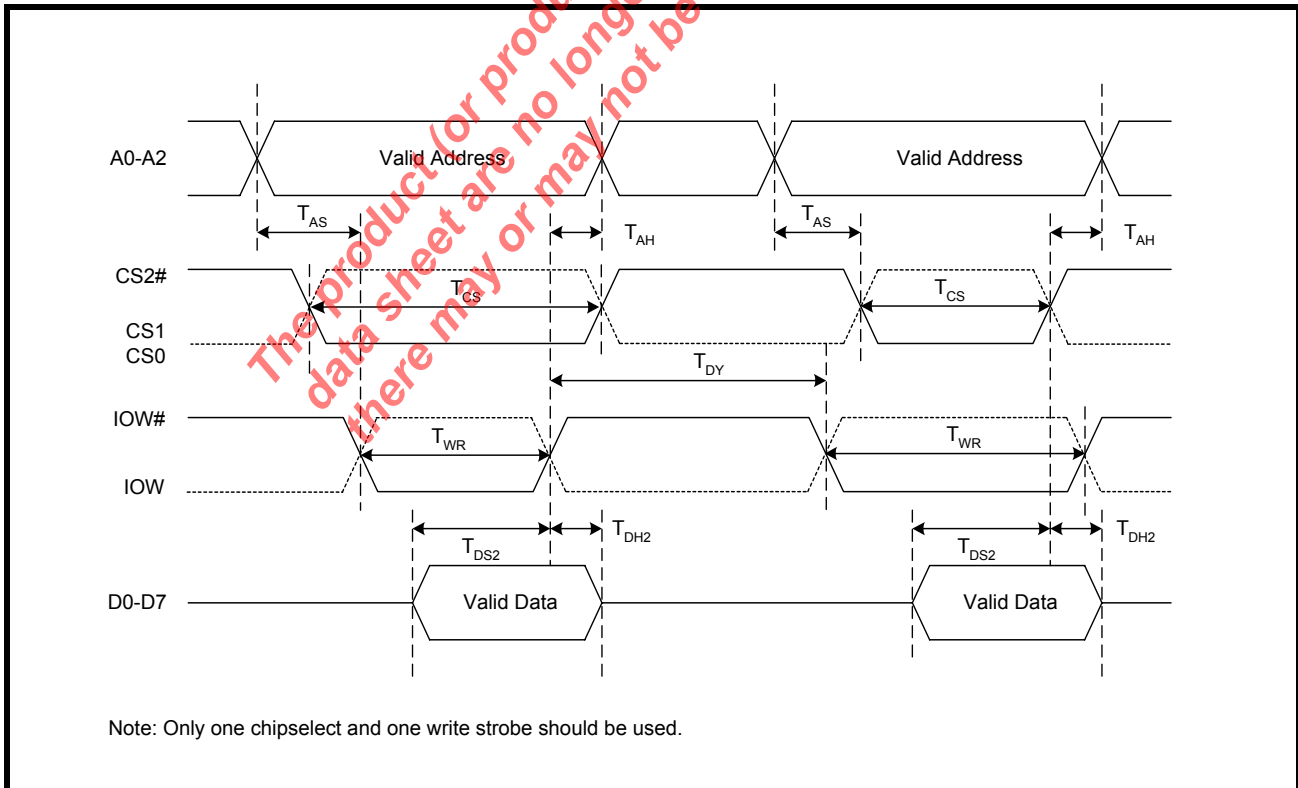 The product (or produ
data sheet are no longe
there may or may not be
A0-A2
Valid Address
Valid Address
TAS
TAH
TAS
TAH
CS2#
TCS
TCS
CS1
CS0
TDY
IOW#
TWR
TWR
IOW
TDS2
TDH2
TDS2
TDH2
D0-D7
Valid Data
Valid Data
Note: Only one chipselect and one write strobe should be used.